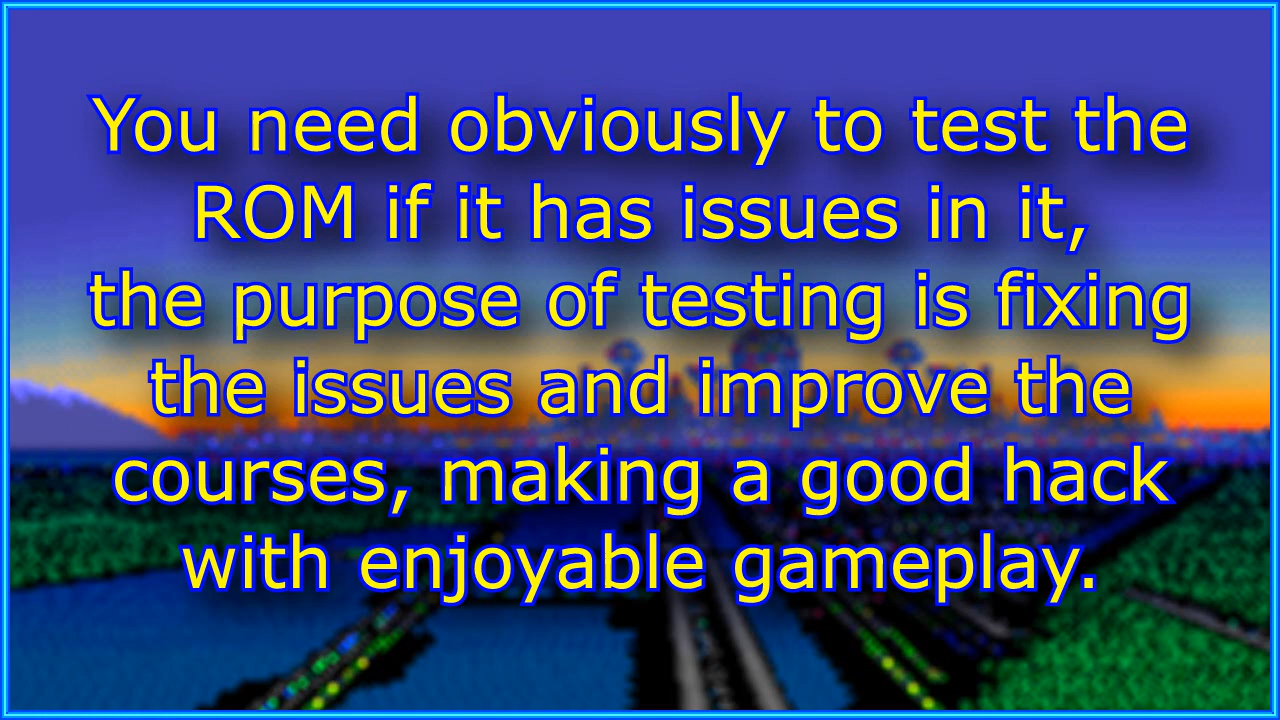 You need obviously to test the
ROM if it has issues in it,
the purpose of testing is fixing
the issues and improve the
courses, making a good hack
with enjoyable gameplay.